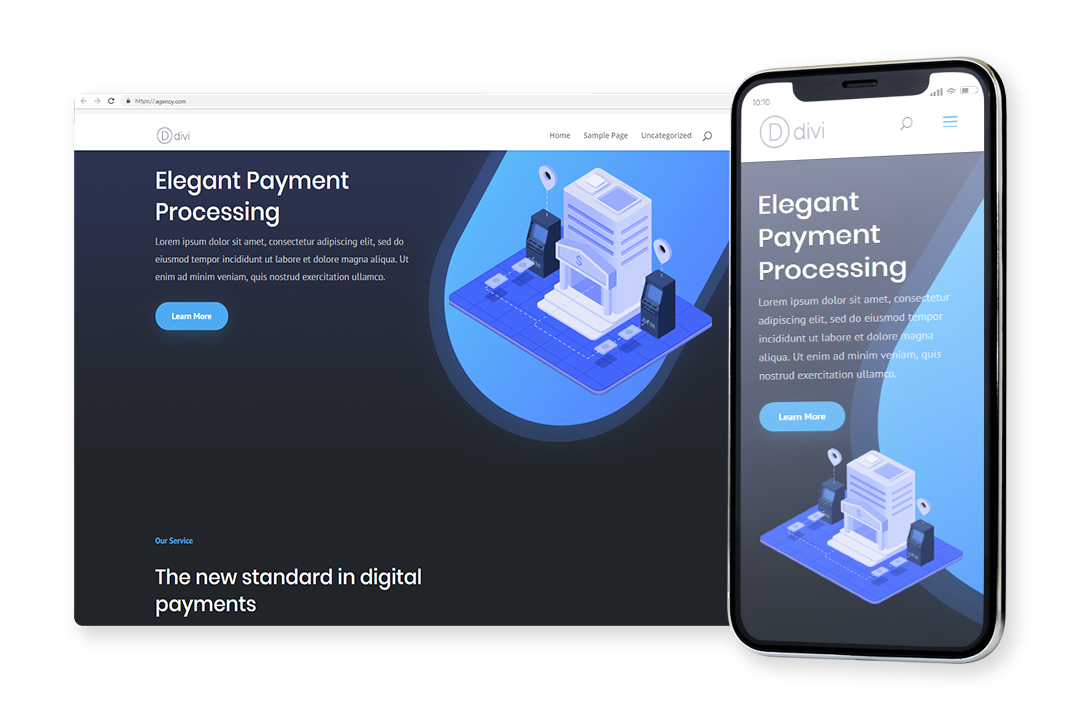 https://agency.com
D divi
Home Sample Page Uncategorized
Elegant Payment
Processing
Lorem ipsum dolor sit amet, consectetur adipiscing elit, sed do
eiusmod tempor incididunt ut labore et dolore magna aliqua. Ut
enim ad minim veniam, quis nostrud exercitation ullamco.
Learn More
$
ATM
Our Service
The new standard in digital
payments
10:10
D divi
Elegant
Payment
Processing
Lorem ipsum dolor sit amet, consectetur
adipiscing elit, sed do eiusmod tempor
incididunt ut labore et dolore magna
aliqua. Ut enim ad minim veniam, quis
nostrud exercitation ullamco.
Learn More
$